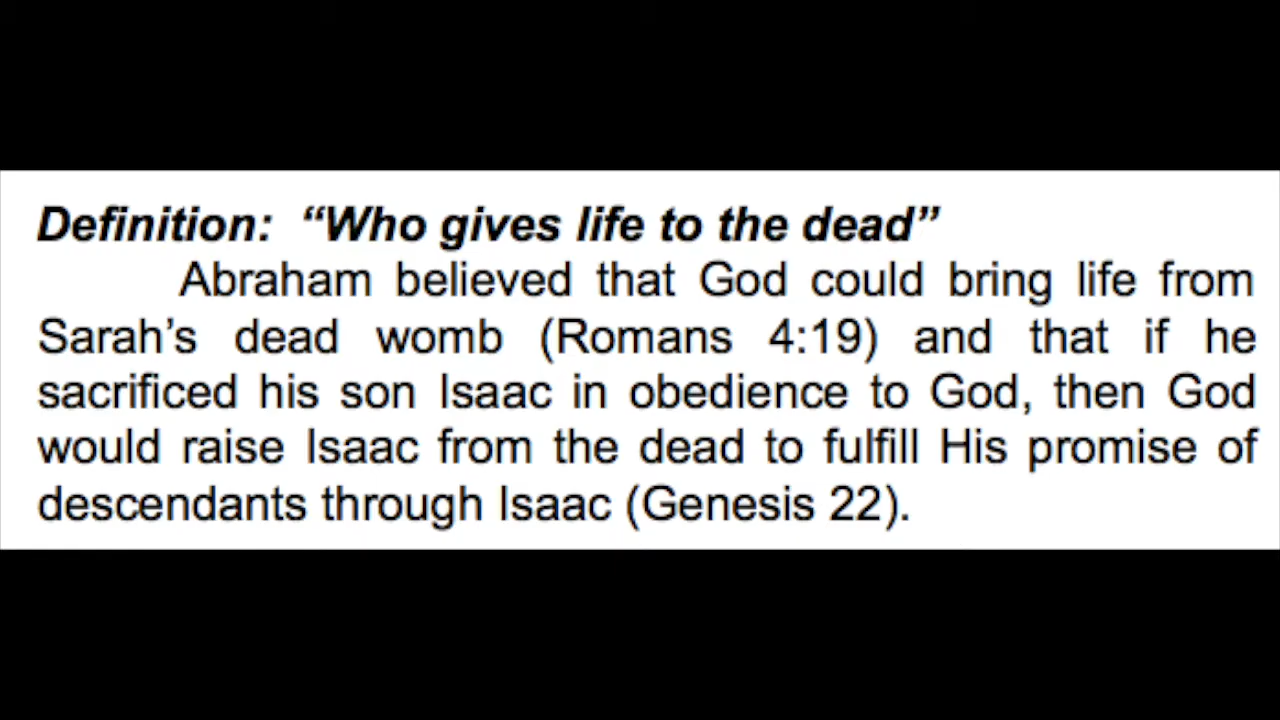 Definition:  “Who gives life to the dead”
Abraham believed that God could bring life from
Sarah’s dead womb (Romans 4:19) and that if he
sacrificed his son Isaac in obedience to God, then God
would raise Isaac from the dead to fulfill His promise of
descendants through Isaac (Genesis 22).